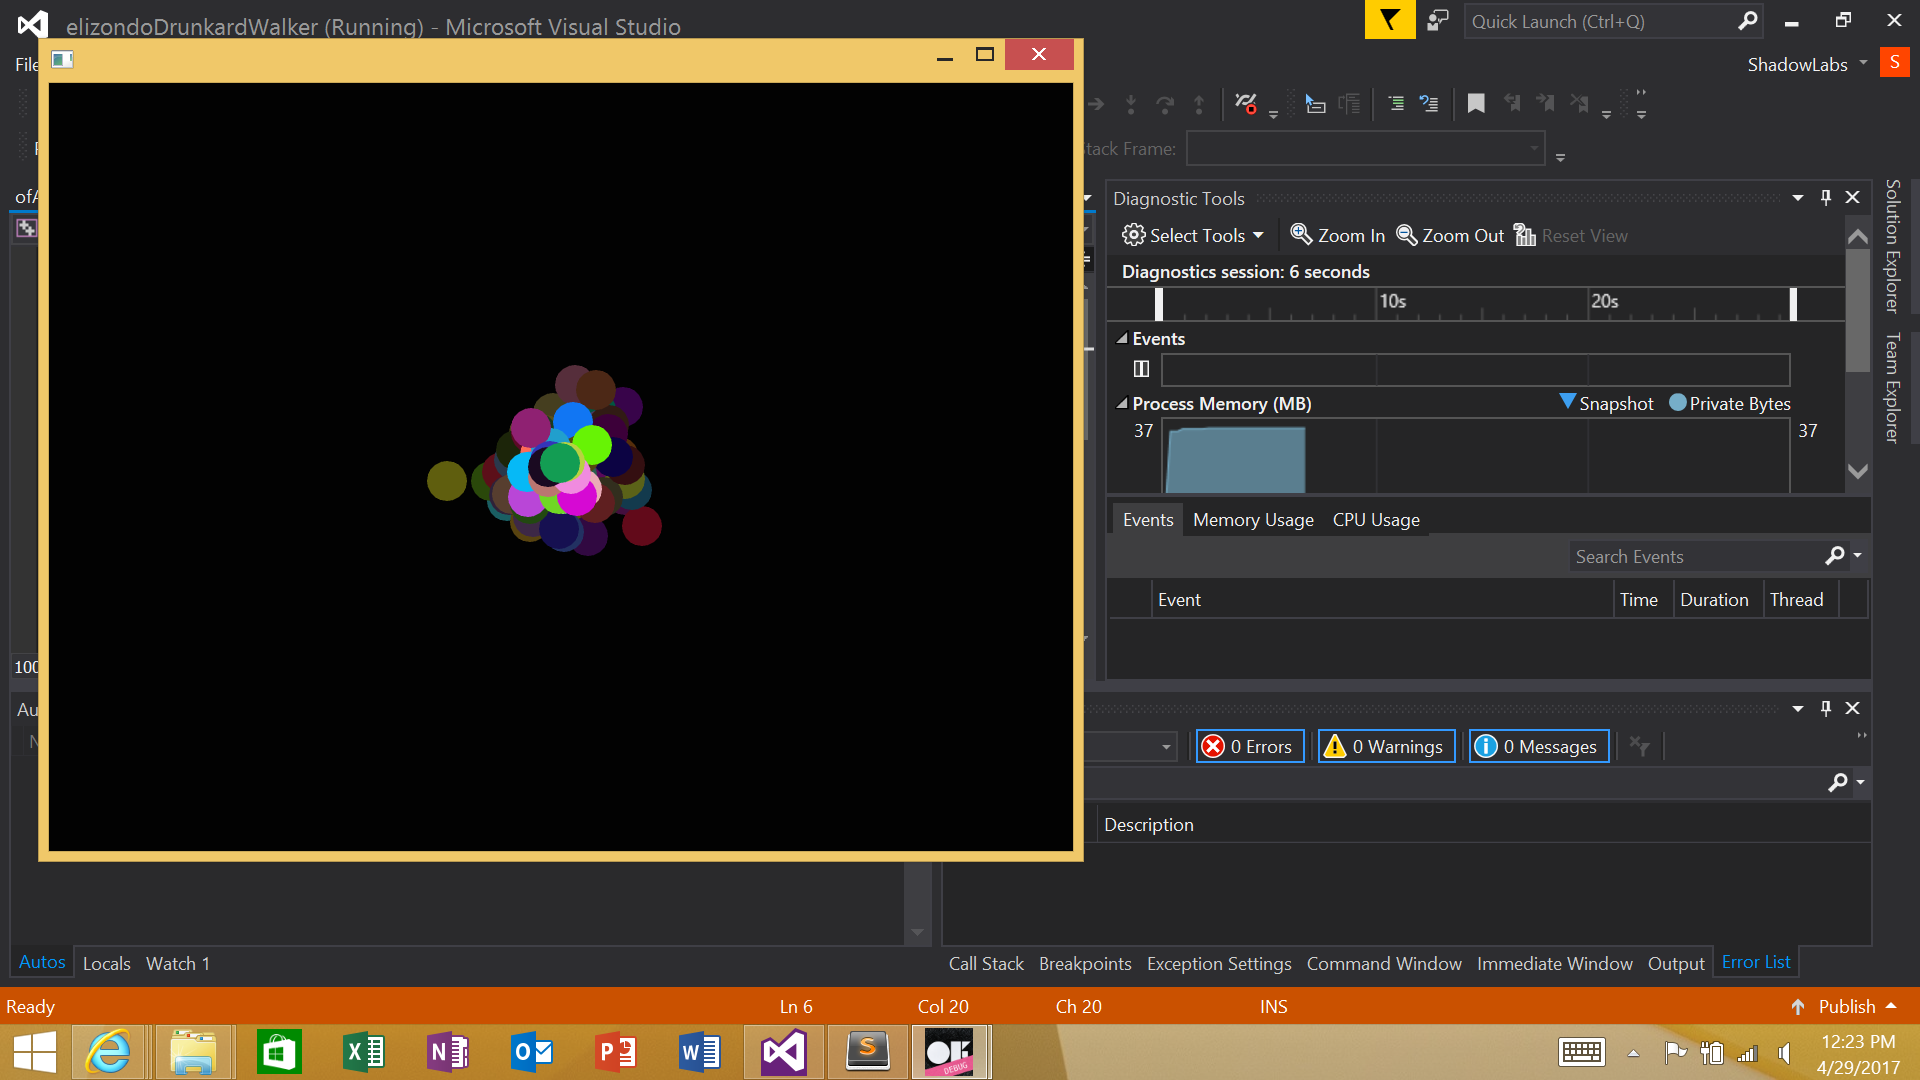 elizondoDrunkardWalker (Running) - Microsoft Visual Studio
Quick Launch (Ctrl+Q)
File
ShadowLabs
S
tack Frame:
ofA
Diagnostic Tools
Select Tools
Zoom In
Zoom Out
Reset View
Diagnostics session: 6 seconds
10s
20s
Events
Process Memory (MB)
Snapshot
Private Bytes
37
37
Events
Memory Usage
CPU Usage
Search Events
Event
Time
Duration
Thread
Solution Explorer
Team Explorer
100
Au
N
0 Errors
0 Warnings
0 Messages
Description
Autos
Locals
Watch 1
Call Stack
Breakpoints
Exception Settings
Command Window
Immediate Window
Output
Error List
Ready
Ln 6
Col 20
Ch 20
INS
Publish
DEBUG
12:23 PM
4/29/2017